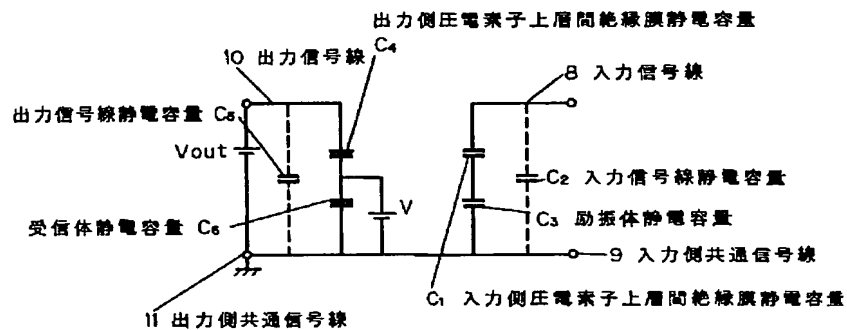 出力側圧電素子上層間絶縁膜静電容量
C4
10 出力信号線
8 入力信号線
出力信号線静電容量 C5
Vout
C2 入力信号線静電容量
V
C3 励振体静電容量
受信体静電容量 C6
9 入力側共通信号線
C1 入力側圧電素子上層間絶縁膜静電容量
11 出力側共通信号線